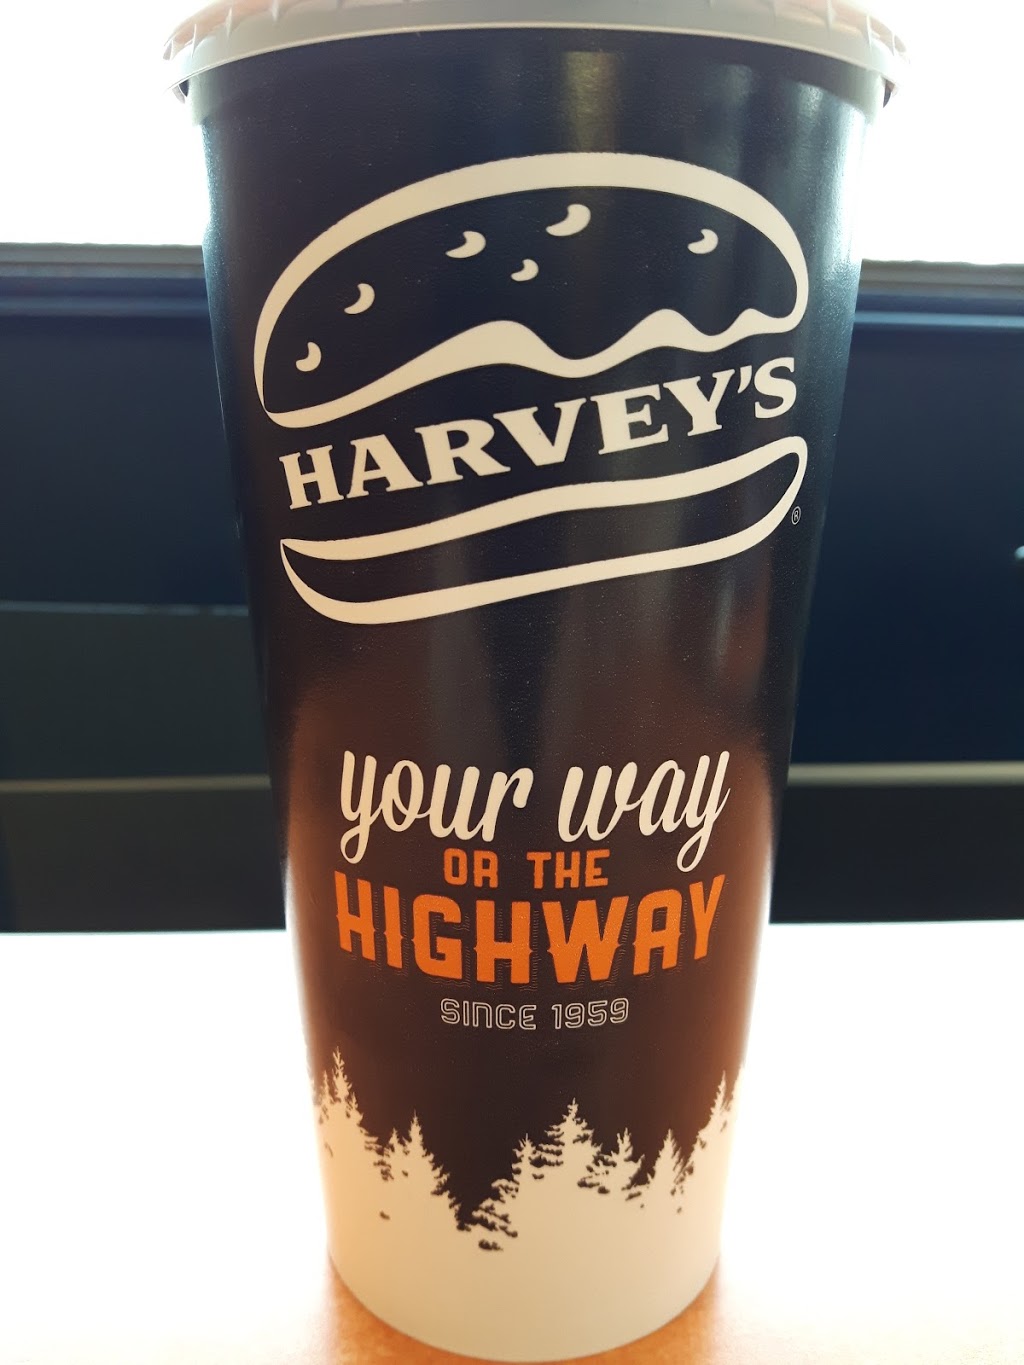 HARVEY'S
®
your way
OR THE
HIGHWAY
SINCE 1959